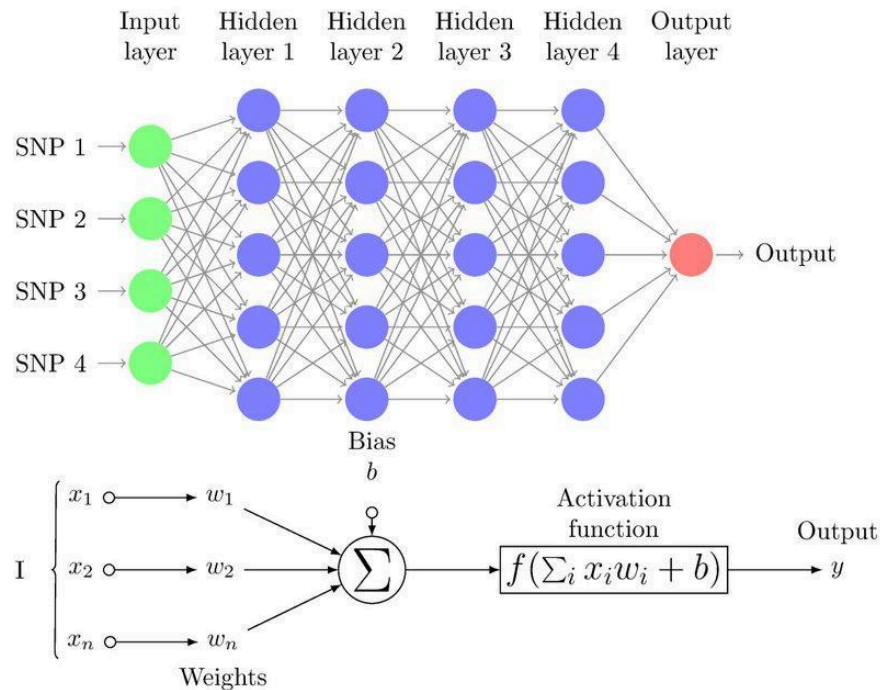 Input layer
Hidden layer 1
Hidden layer 2
Hidden layer 3
Hidden layer 4
Output layer
SNP 1
SNP 2
SNP 3
SNP 4
Output
Bias
b
I
x₁
w₁
x₂
w₂
xₙ
wₙ
Weights
∑
Activation
function
f(∑ᵢ xᵢwᵢ + b)
Output
y